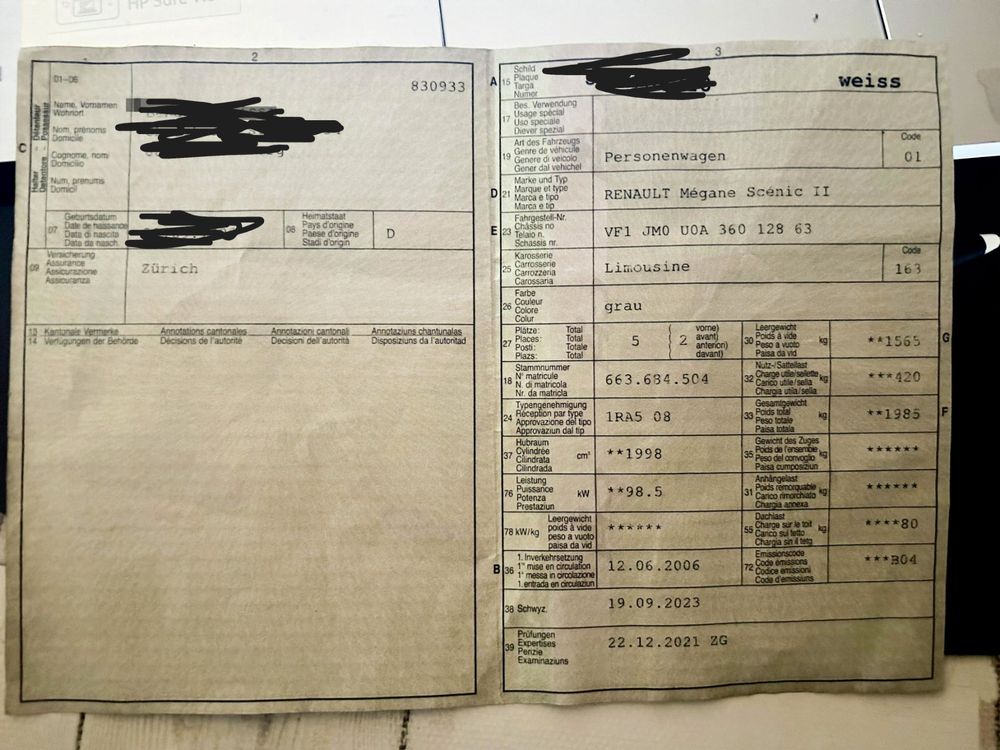 2
01-06
830933
C
Halter Détenteur
Detentore Possessur
Name, Vornamen
Wohnort
Nom, prénoms
Domicile
Cognome, nomi
Domicilio
Num, prenums
Domicil
07
Geburtsdatum
Date de naissance
Data di nascita
Data da nasch.
08
Heimatstaat
Pays d'origine
Paese d'origine
Stadi d'origin
D
09
Versicherung
Assurance
Assicurazione
Assicuranza
Zürich
13 Kantonale Vermerke Annotations cantonales Annotazioni cantonali Annotaziuns chantunalas
14 Verfügungen der Behörde Décisions de l'autorité Decisioni dell'autorità Disposiziuns da l'autoritad
3
A 15
Schild
Plaque
Targa
Numer
weiss
17
Bes. Verwendung
Usage spécial
Uso speciale
Diever spezial
19
Art des Fahrzeugs
Genre de véhicule
Genere di veicolo
Gener dal vehichel
Personenwagen
Code
01
D 21
Marke und Typ
Marque et type
Marca e tipo
Marca e tip
RENAULT Mégane Scénic II
E 23
Fahrgestell-Nr.
Châssis no
Telaio n.
Schassis nr.
VF1 JM0 U0A 360 128 63
25
Karosserie
Carrosserie
Carrozzeria
Carossaria
Limousine
Code
163
26
Farbe
Couleur
Colore
Colur
grau
27
Plätze: Total
Places: Total
Posti: Totale
Plazs: Total
5
( 2
vorne)
avant)
anteriori)
davant)
30
Leergewicht
Poids à vide
Peso a vuoto
Paisa da vid
kg
**1565
G
18
Stammnummer
N° matricule
N. di matricola
Nr. da matricla
663.684.504
32
Nutz-/Sattellast
Charge utile/sellette
Carico utile/sella
Chargia utila/sella
kg
***420
24
Typengenehmigung
Réception par type
Approvazione del tipo
Approvaziun dal tip
1RA5 08
33
Gesamtgewicht
Poids total
Peso totale
Paisa totala
kg
**1985
F
37
Hubraum
Cylindrée
Cilindrata
Cilindrada
cm³
**1998
35
Gewicht des Zuges
Poids de l'ensemble
Peso del convoglio
Paisa cumposiziun
kg
******
76
Leistung
Puissance
Potenza
Prestaziun
kW
**98.5
31
Anhängelast
Poids remorquable
Carico rimorchiato
Chargia annexa
kg
******
78 kW/kg
Leergewicht
poids à vide
peso a vuoto
paisa da vid
******
55
Dachlast
Charge sur le toit
Carico sul tetto
Chargia sin il tetg
kg
****80
B 36
1. Inverkehrsetzung
1re mise en circulation
1a messa in circolazione
1. entrada en circulaziun
12.06.2006
72
Emissionscode
Code émissions
Codice emissioni
Code d'emissiuns
***B04
38 Schwyz.
19.09.2023
39
Prüfungen
Expertises
Perizie
Examinaziuns
22.12.2021 ZG